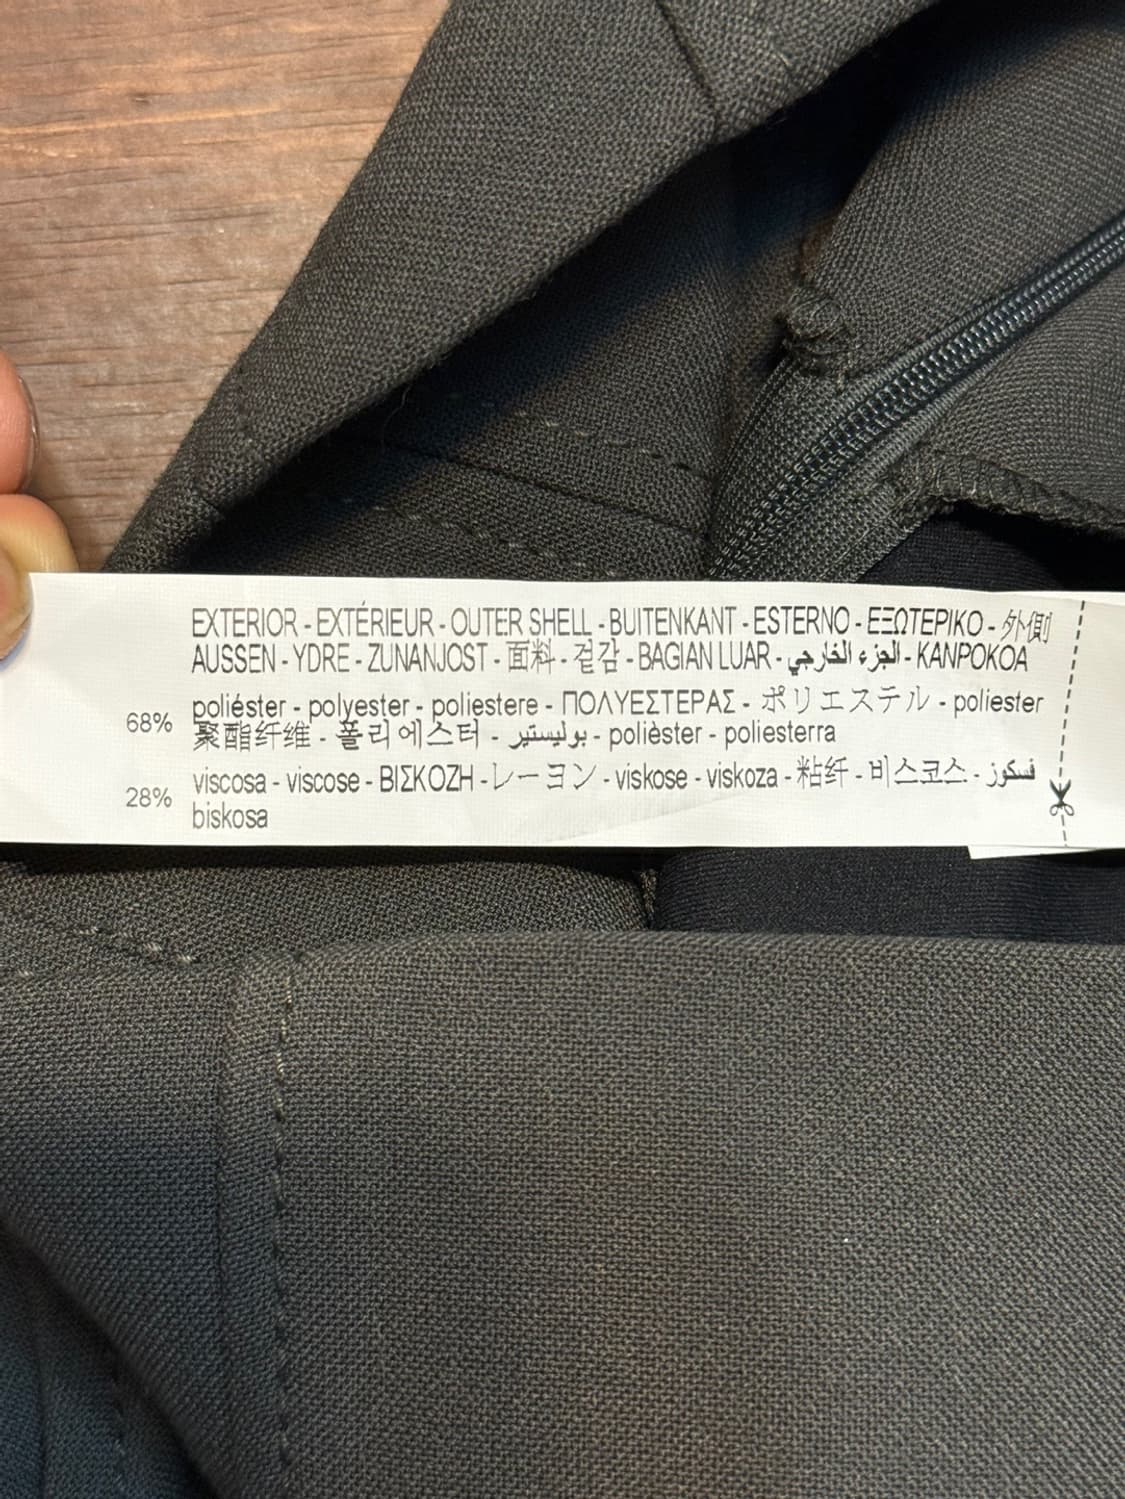 EXTERIOR - EXTÉRIEUR - OUTER SHELL - BUITENKANT - ESTERNO - ΕΞΩΤΕΡΙΚΟ - 外側
AUSSEN - YDRE - ZUNANJOST - 面料 - 겉감 - BAGIAN LUAR - الجزء الخارجي - KANPOKOA
68% poliéster - polyester - poliestere - ΠΟΛΥΕΣΤΕΡΑΣ - ポリエステル - poliester
聚酯纤维 - 폴리에스터 - بوليستير - polièster - poliesterra
28% viscosa - viscose - ΒΙΣΚΟΖΗ - レーヨン - viskose - viskoza - 粘纤 - 비스코스 - فسكوز
biskosa